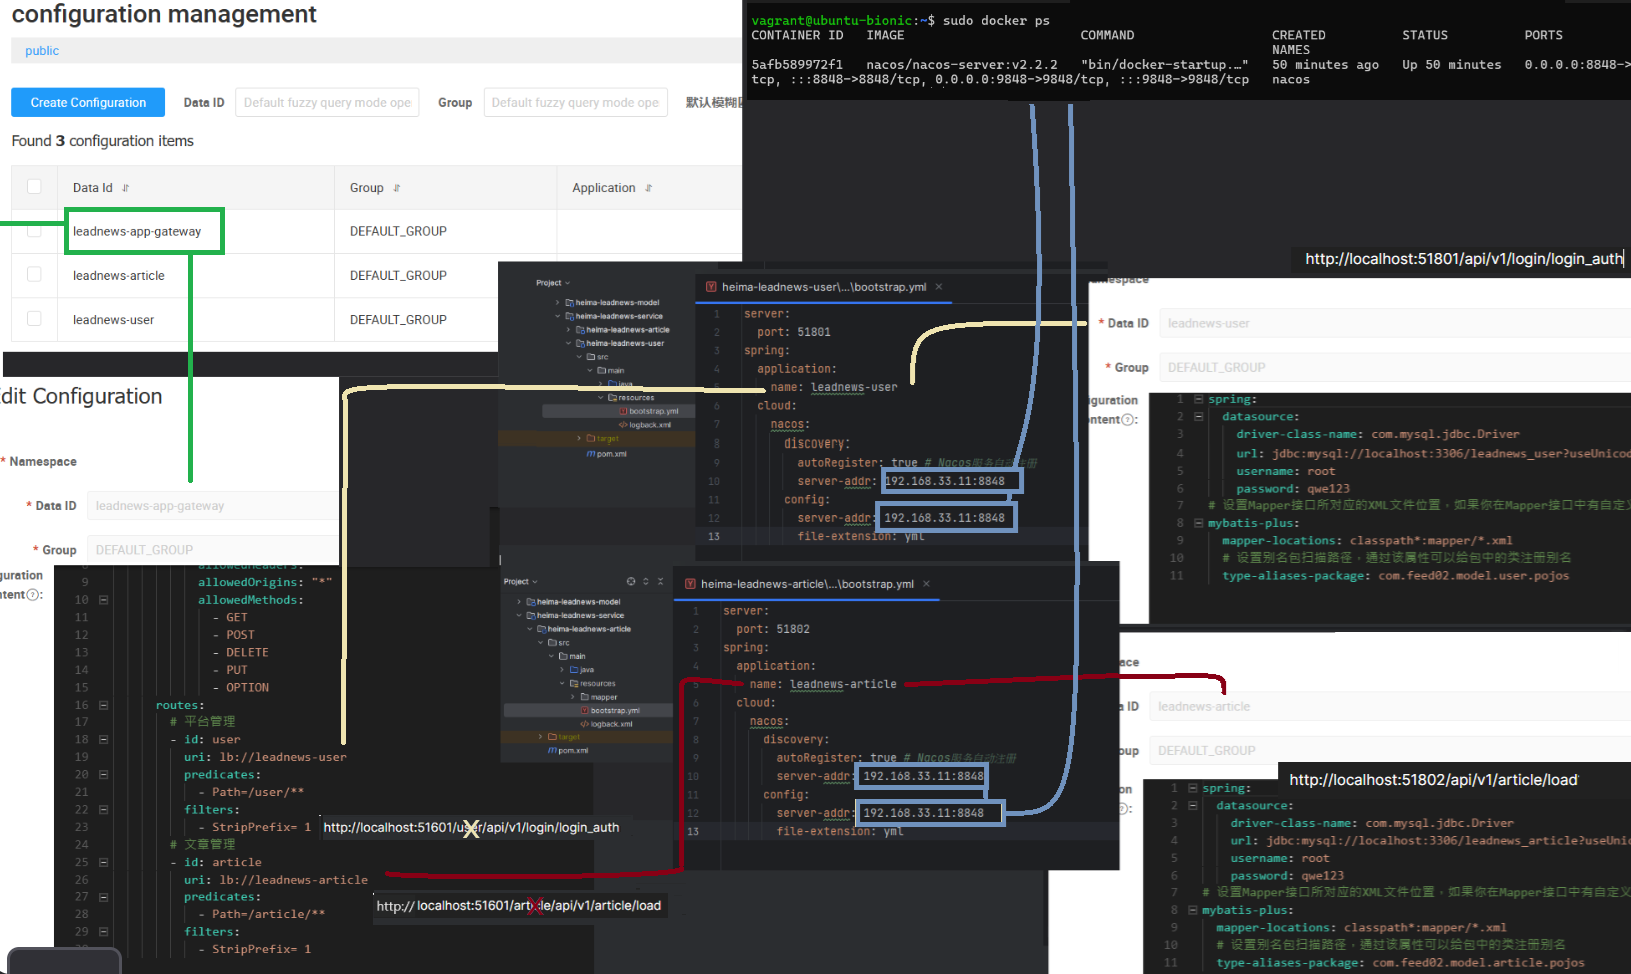 configuration management
public
Create Configuration
Data ID
Default fuzzy query mode ope
Group
Default fuzzy query mode ope
默认模糊
Found 3 configuration items
Data Id
Group
Application
leadnews-app-gateway
DEFAULT_GROUP
leadnews-article
DEFAULT_GROUP
leadnews-user
DEFAULT_GROUP
vagrant@ubuntu-bionic:~$ sudo docker ps
CONTAINER ID IMAGE COMMAND CREATED STATUS PORTS
NAMES
5afb589972f1 nacos/nacos-server:v2.2.2 "bin/docker-startup.…" 50 minutes ago Up 50 minutes 0.0.0.0:8848->
tcp, :::8848->8848/tcp, 0.0.0.0:9848->9848/tcp, :::9848->9848/tcp nacos
http://localhost:51801/api/v1/login/login_auth
Project
heima-leadnews-model
heima-leadnews-service
heima-leadnews-article
heima-leadnews-user
src
main
java
resources
bootstrap.yml
logback.xml
target
pom.xml
heima-leadnews-user\...\bootstrap.yml
1 server:
2 port: 51801
3 spring:
4 application:
name: leadnews-user
6 cloud:
7 nacos:
8 discovery:
9 autoRegister: true # Nacos服务自动注册
10 server-addr: 192.168.33.11:8848
11 config:
12 server-addr: 192.168.33.11:8848
13 file-extension: yml
namespace
* Data ID
leadnews-user
* Group
DEFAULT_GROUP
guration
ntent
1 spring:
2 datasource:
3 driver-class-name: com.mysql.jdbc.Driver
4 url: jdbc:mysql://localhost:3306/leadnews_user?useUnicod
5 username: root
6 password: qwe123
7 # 设置Mapper接口所对应的XML文件位置，如果你在Mapper接口中有自定义
8 mybatis-plus:
9 mapper-locations: classpath*:mapper/*.xml
10 # 设置别名包扫描路径，通过该属性可以给包中的类注册别名
11 type-aliases-package: com.feed02.model.user.pojos
dit Configuration
* Namespace
* Data ID
leadnews-app-gateway
* Group
DEFAULT_GROUP
guration
ntent
8 allowedHeaders:
9 allowedOrigins: "*"
10 allowedMethods:
11 - GET
12 - POST
13 - DELETE
14 - PUT
15 - OPTION
16 routes:
17 # 平台管理
18 - id: user
19 uri: lb://leadnews-user
20 predicates:
21 - Path=/user/**
22 filters:
23 - StripPrefix= 1
24 # 文章管理
25 - id: article
26 uri: lb://leadnews-article
27 predicates:
28 - Path=/article/**
29 filters:
30 - StripPrefix= 1
http://localhost:51601/user/api/v1/login/login_auth
http://localhost:51601/article/api/v1/article/load
Project
heima-leadnews-model
heima-leadnews-service
heima-leadnews-article
src
main
java
resources
mapper
bootstrap.yml
logback.xml
target
pom.xml
heima-leadnews-article\...\bootstrap.yml
1 server:
2 port: 51802
3 spring:
4 application:
name: leadnews-article
6 cloud:
7 nacos:
8 discovery:
9 autoRegister: true # Nacos服务自动注册
10 server-addr: 192.168.33.11:8848
11 config:
12 server-addr: 192.168.33.11:8848
13 file-extension: yml
ace
a ID
leadnews-article
oup
DEFAULT_GROUP
on
http://localhost:51802/api/v1/article/load
1 spring:
2 datasource:
3 driver-class-name: com.mysql.jdbc.Driver
4 url: jdbc:mysql://localhost:3306/leadnews_article?useUnic
5 username: root
6 password: qwe123
7 # 设置Mapper接口所对应的XML文件位置，如果你在Mapper接口中有自定义
8 mybatis-plus:
9 mapper-locations: classpath*:mapper/*.xml
10 # 设置别名包扫描路径，通过该属性可以给包中的类注册别名
11 type-aliases-package: com.feed02.model.article.pojos